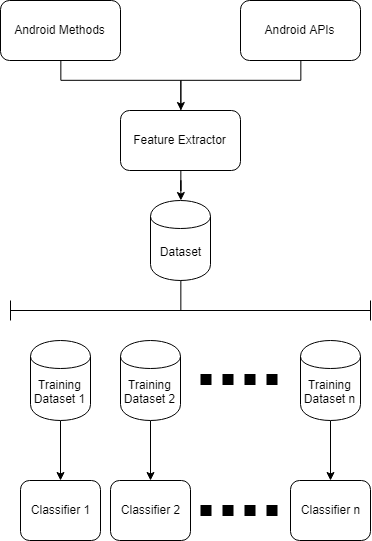 Android Methods
Android APIs
Feature Extractor
Dataset
Training
Dataset 1
Training
Dataset 2
Training
Dataset n
Classifier 1
Classifier 2
Classifier n